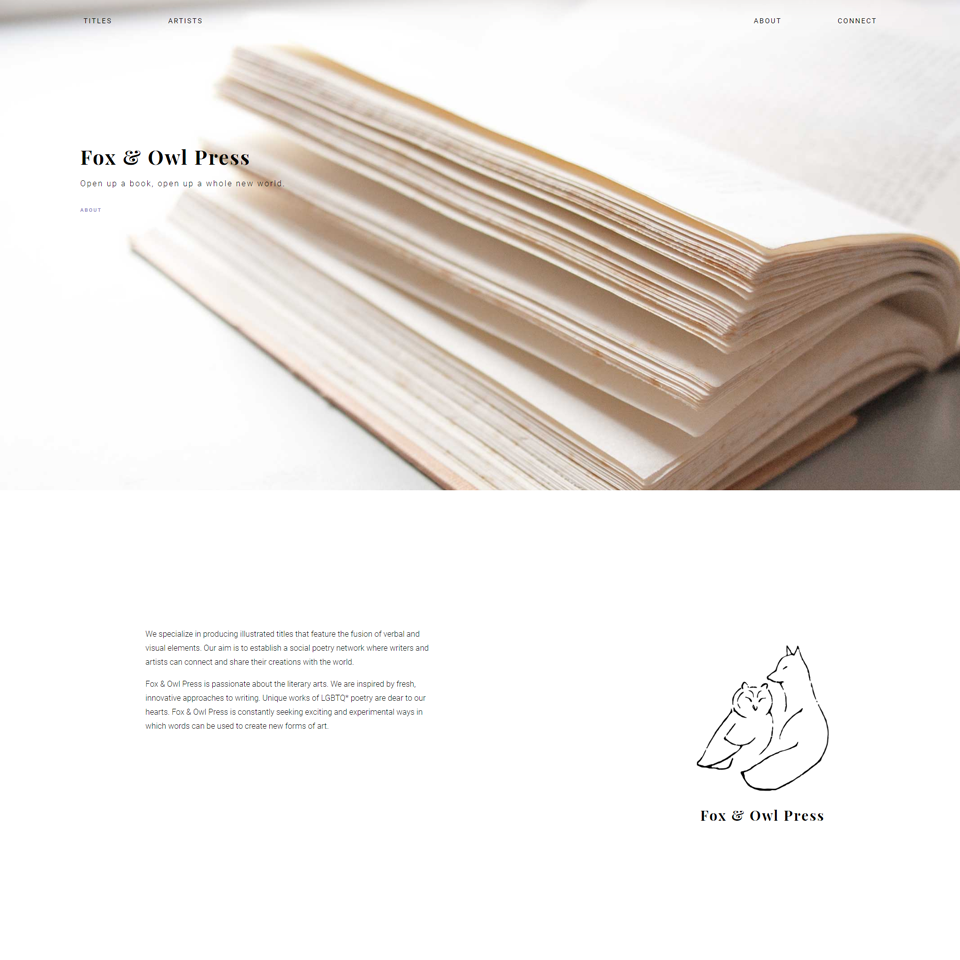 TITLES ARTISTS ABOUT CONNECT
Fox & Owl Press
Open up a book, open up a whole new world.
ABOUT
We specialize in producing illustrated titles that feature the fusion of verbal and
visual elements. Our aim is to establish a social poetry network where writers and
artists can connect and share their creations with the world.
Fox & Owl Press is passionate about the literary arts. We are inspired by fresh,
innovative approaches to writing. Unique works of LGBTQ* poetry are dear to our
hearts. Fox & Owl Press is constantly seeking exciting and experimental ways in
which words can be used to create new forms of art.
Fox & Owl Press